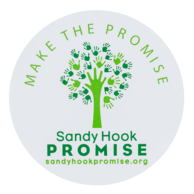 MAKE THE PROMISE
Sandy Hook
PROMISE
sandyhookpromise.org